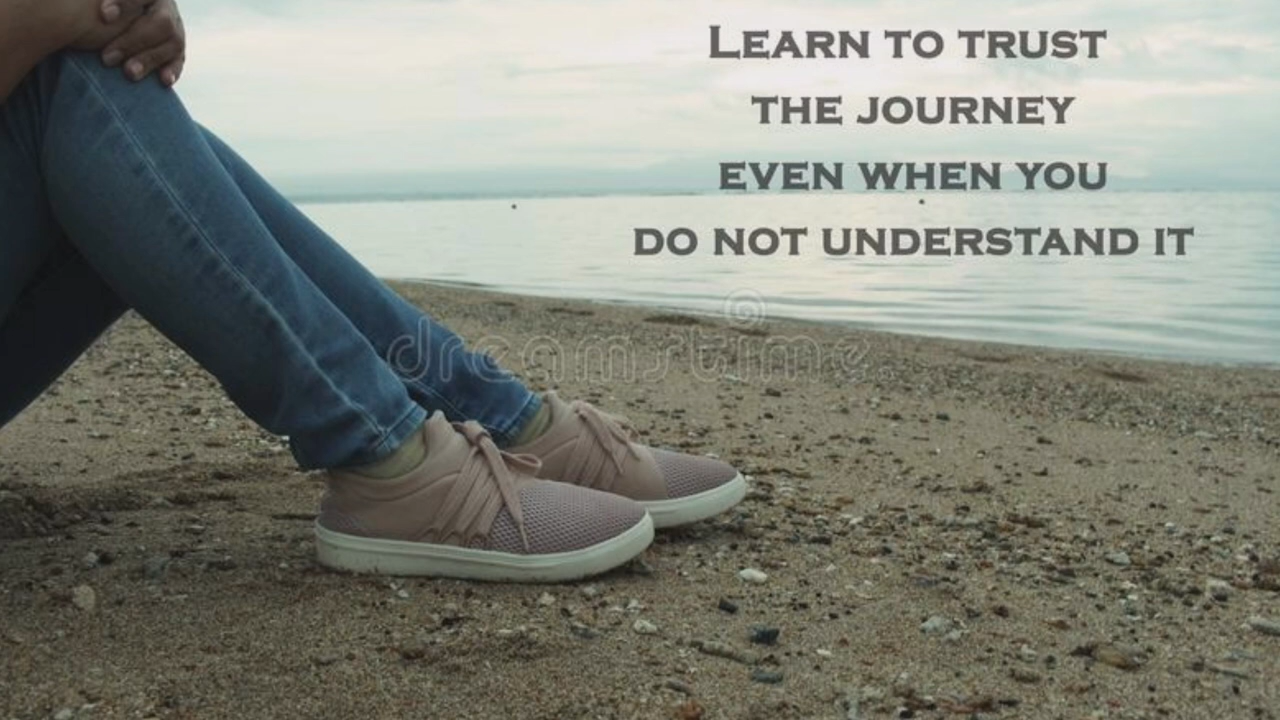 LEARN TO TRUST
THE JOURNEY
EVEN WHEN YOU
DO NOT UNDERSTAND IT
dreamstime.